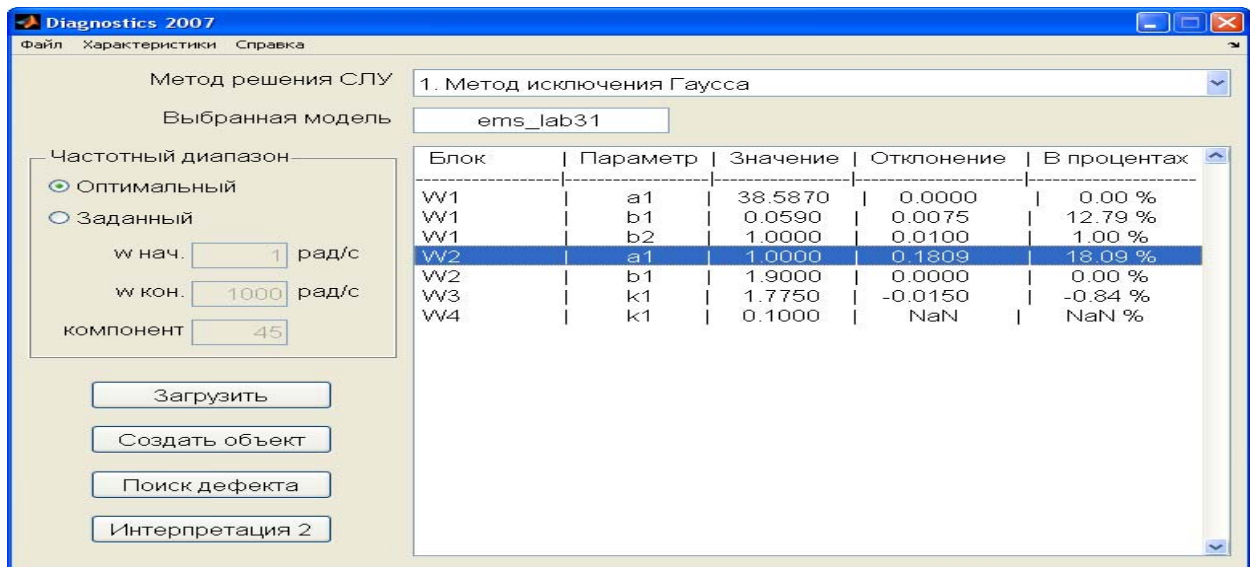 Diagnostics 2007
Файл Характеристики Справка
Метод решения СЛУ 1. Метод исключения Гаусса
Выбранная модель ems_lab31
Частотный диапазон
Оптимальный
Заданный
w нач. 1 рад/с
w кон. 1000 рад/с
компонент 45
Загрузить
Создать объект
Поиск дефекта
Интерпретация 2
Блок | Параметр | Значение | Отклонение | В процентах
W1 | a1 | 38.5870 | 0.0000 | 0.00 %
W1 | b1 | 0.0590 | 0.0075 | 12.79 %
W1 | b2 | 1.0000 | 0.0100 | 1.00 %
W2 | a1 | 1.0000 | 0.1809 | 18.09 %
W2 | b1 | 1.9000 | 0.0000 | 0.00 %
W3 | k1 | 1.7750 | -0.0150 | -0.84 %
W4 | k1 | 0.1000 | NaN | NaN %